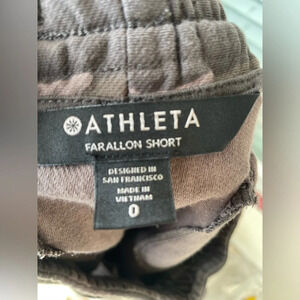 ATHLETA
FARALLON SHORT
DESIGNED IN
SAN FRANCISCO
MADE IN
VIETNAM
0